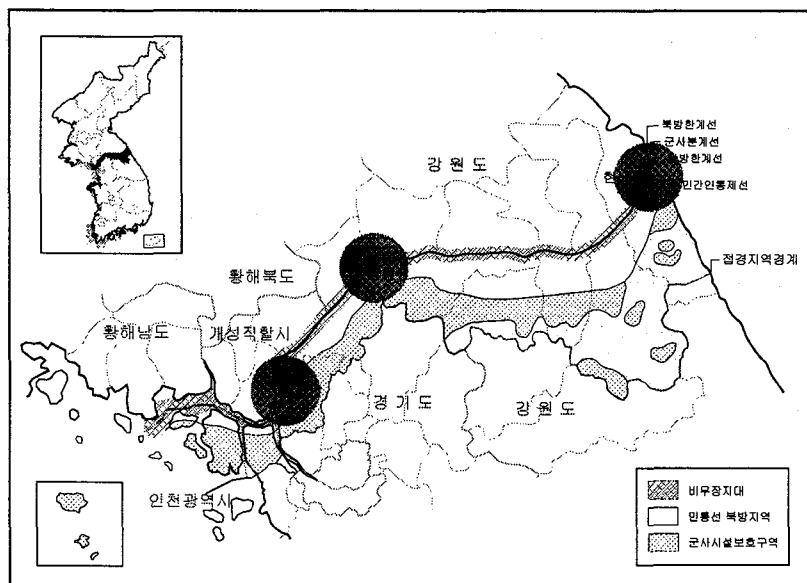 북방한계선
군사분계선
방한계선
민간인통제선
강원도
접경지역경계
황해북도
황해남도
개성직할시
경기도
강원도
인천광역시
비무장지대
민통선 북방지역
군사시설보호구역